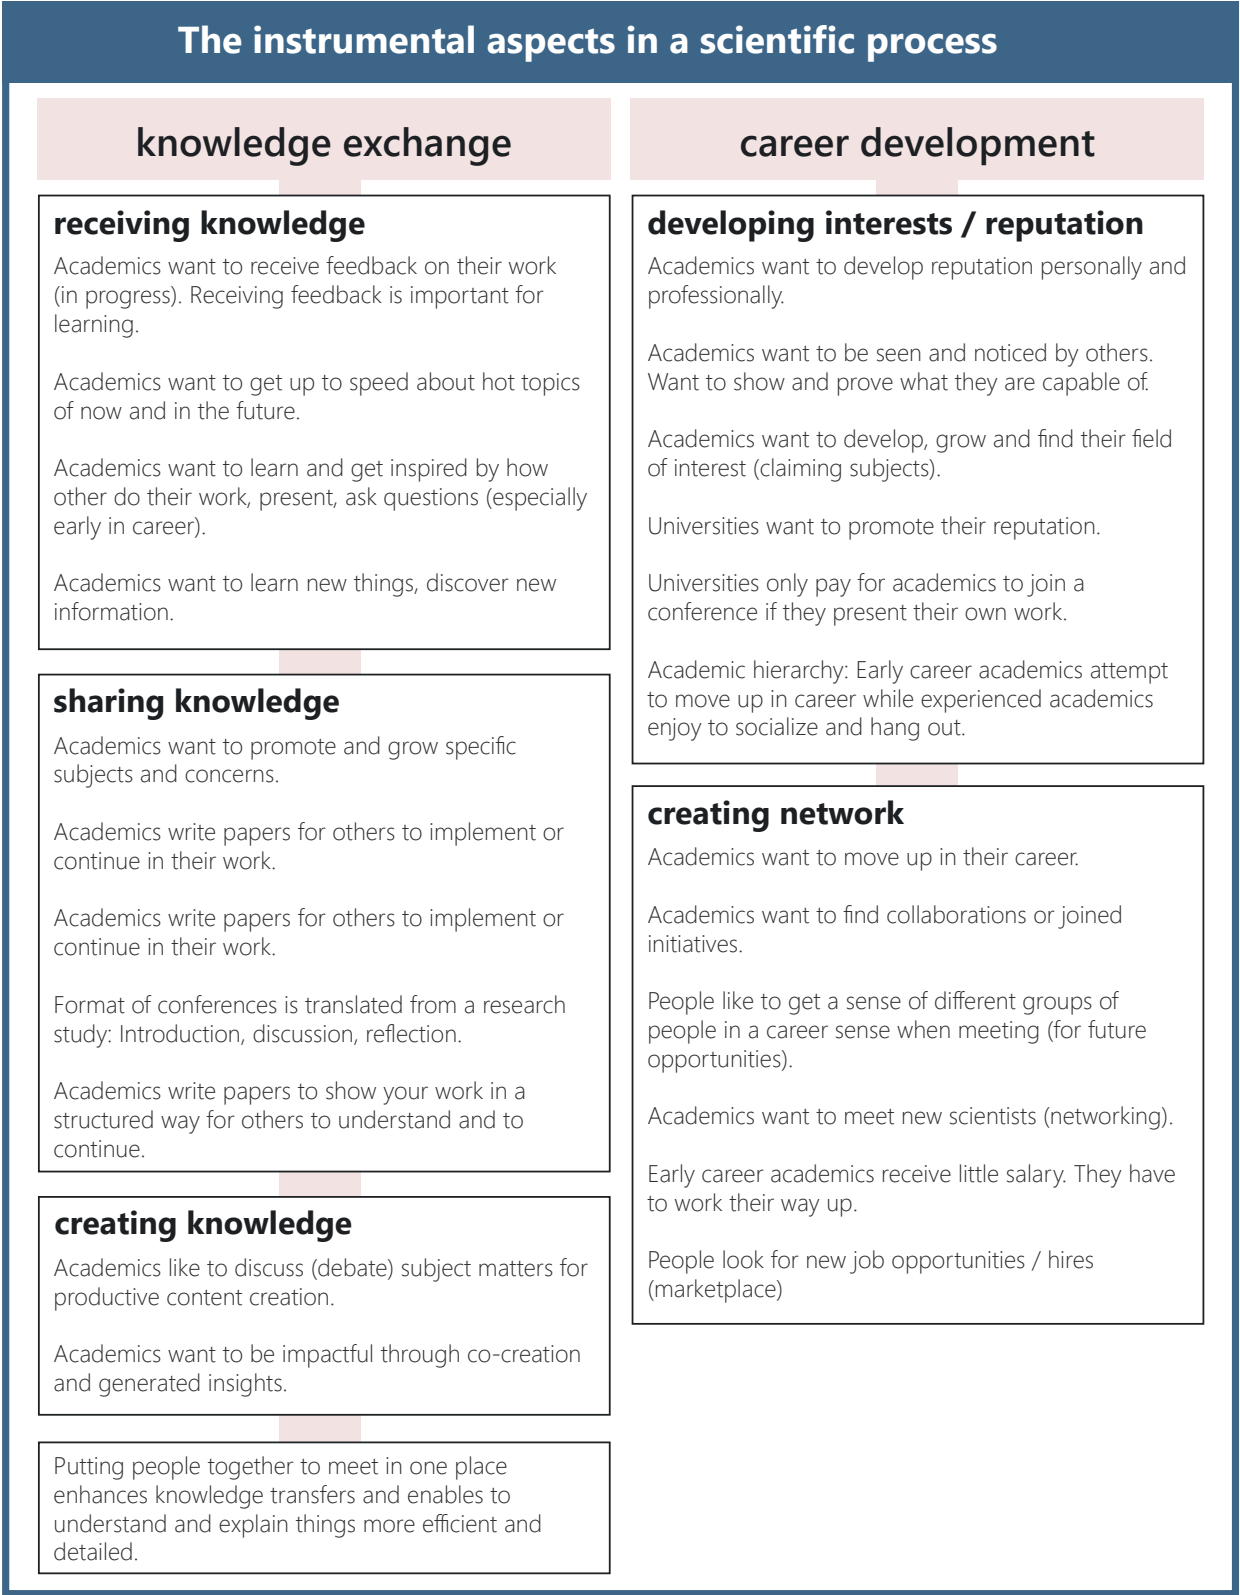 The instrumental aspects in a scientific process
knowledge exchange
receiving knowledge
Academics want to receive feedback on their work
(in progress). Receiving feedback is important for
learning.
Academics want to get up to speed about hot topics
of now and in the future.
Academics want to learn and get inspired by how
other do their work, present, ask questions (especially
early in career).
Academics want to learn new things, discover new
information.
sharing knowledge
Academics want to promote and grow specific
subjects and concerns.
Academics write papers for others to implement or
continue in their work.
Academics write papers for others to implement or
continue in their work.
Format of conferences is translated from a research
study: Introduction, discussion, reflection.
Academics write papers to show your work in a
structured way for others to understand and to
continue.
creating knowledge
Academics like to discuss (debate) subject matters for
productive content creation.
Academics want to be impactful through co-creation
and generated insights.
Putting people together to meet in one place
enhances knowledge transfers and enables to
understand and explain things more efficient and
detailed.
career development
developing interests / reputation
Academics want to develop reputation personally and
professionally.
Academics want to be seen and noticed by others.
Want to show and prove what they are capable of.
Academics want to develop, grow and find their field
of interest (claiming subjects).
Universities want to promote their reputation.
Universities only pay for academics to join a
conference if they present their own work.
Academic hierarchy: Early career academics attempt
to move up in career while experienced academics
enjoy to socialize and hang out.
creating network
Academics want to move up in their career.
Academics want to find collaborations or joined
initiatives.
People like to get a sense of different groups of
people in a career sense when meeting (for future
opportunities).
Academics want to meet new scientists (networking).
Early career academics receive little salary. They have
to work their way up.
People look for new job opportunities / hires
(marketplace)